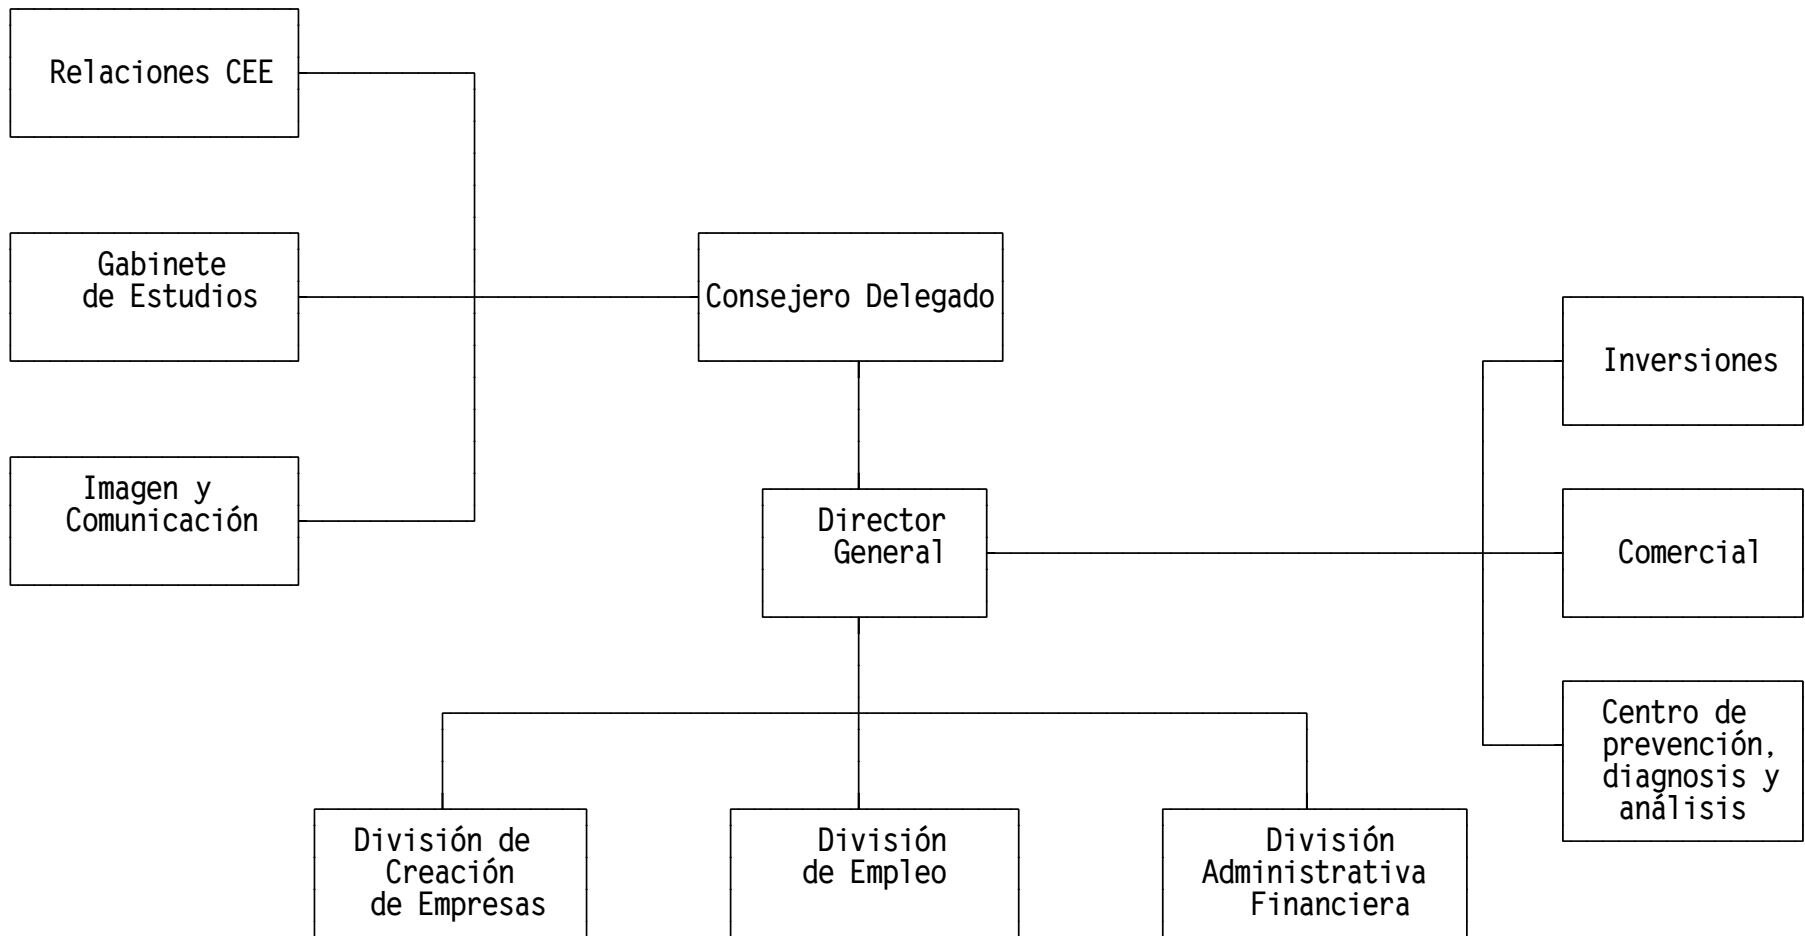 Relaciones CEE
Gabinete
de Estudios
Consejero Delegado
Inversiones
Imagen y
Comunicación
Director
General
Comercial
Centro de
prevención,
diagnosis y
análisis
División de
Creación
de Empresas
División
de Empleo
División
Administrativa
Financiera